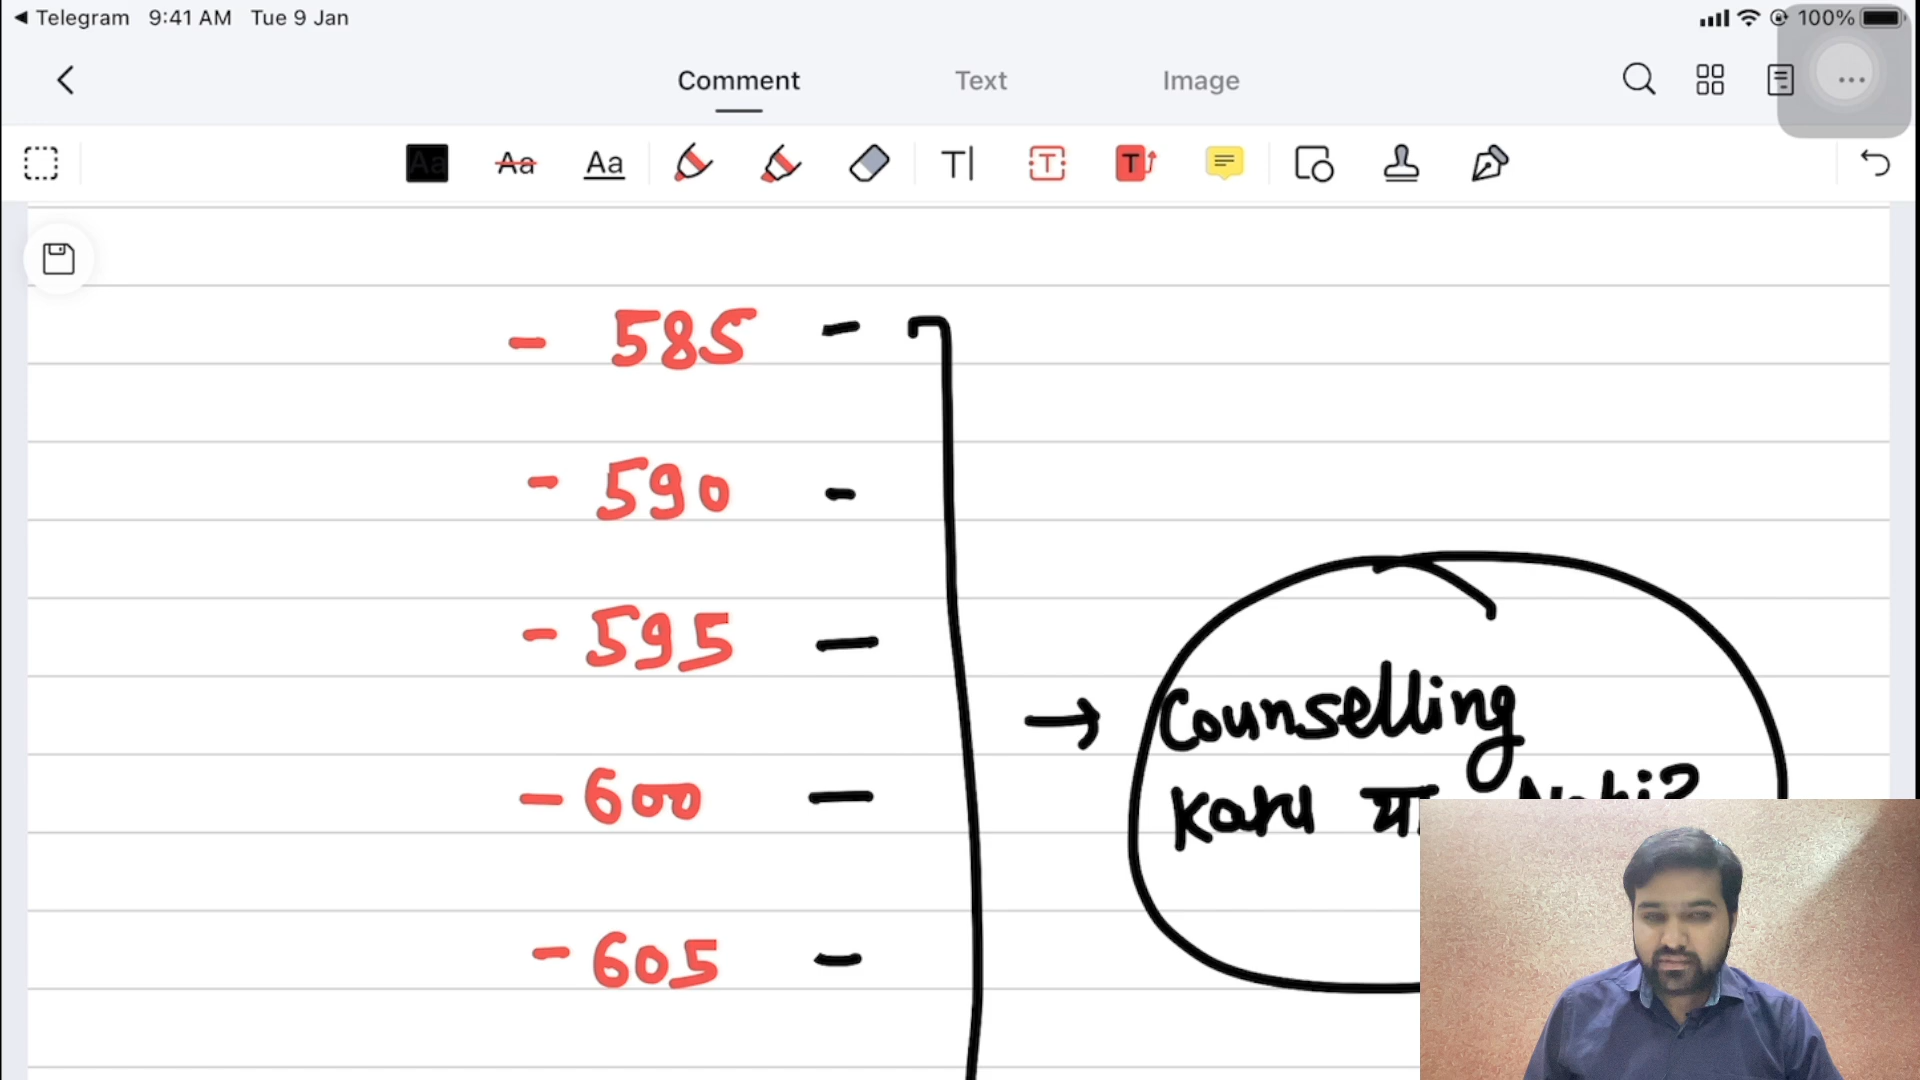 Telegram 9:41 AM Tue 9 Jan 100%
Comment Text Image
Aa Aa Aa T T T
- 585 -
- 590 -
- 595 -
- 600 -
- 605 -
→ Counselling
Karu या Nahi?